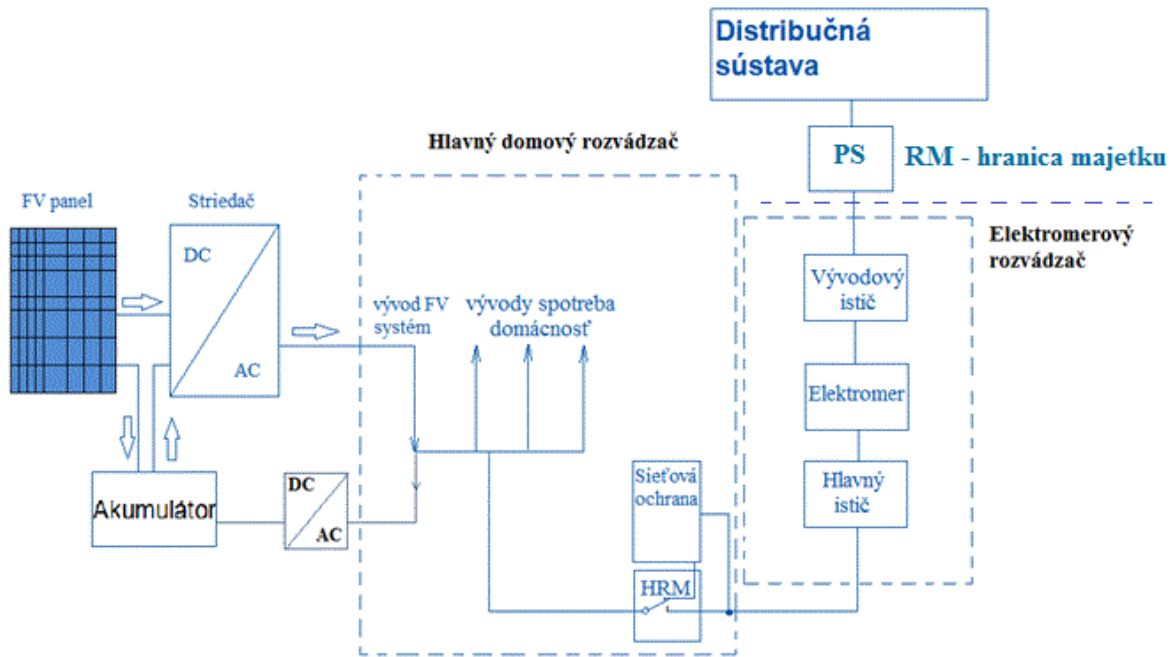 Distribučná
sústava
PS
RM - hranica majetku
Hlavný domový rozvádzač
Elektromerový
rozvádzač
FV panel
Striedač
DC
AC
vývod FV
systém
vývody spotreba
domácnosť
Vývodový
istič
Elektromer
Hlavný
istič
Sieťová
ochrana
HRM
Akumulátor
DC
AC